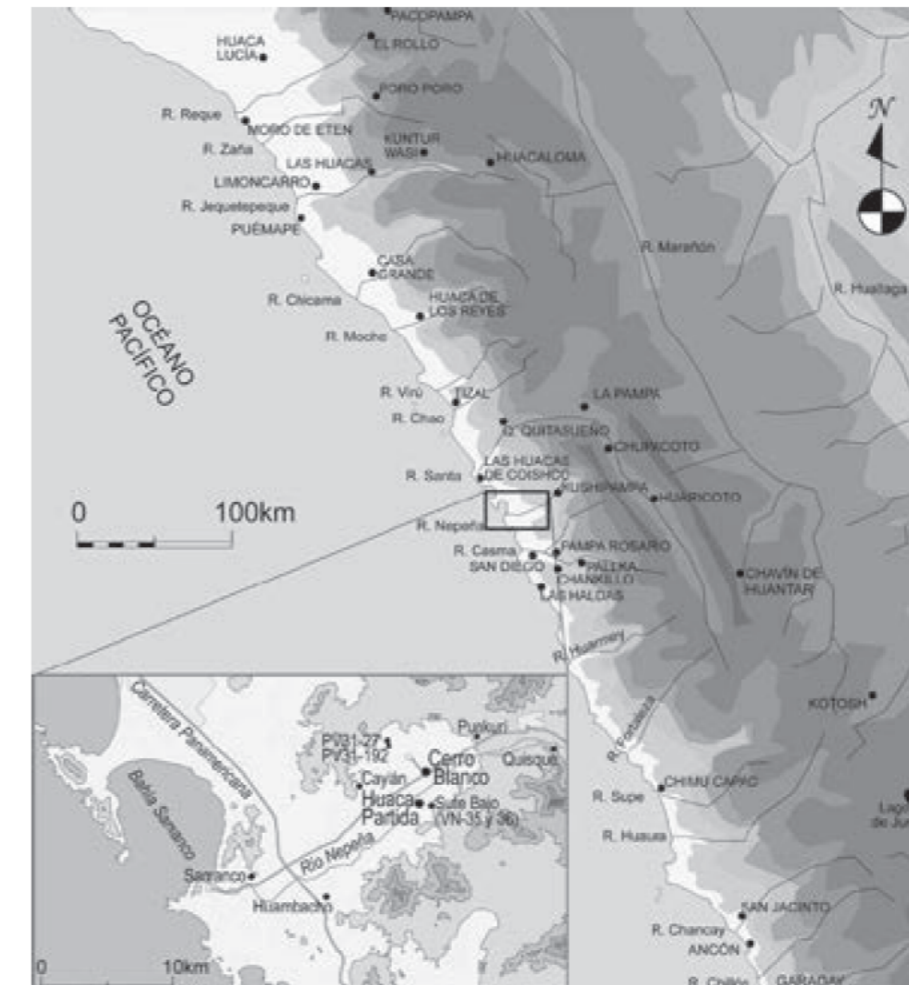 PACOPAMPA
EL ROLLO
HUACA
LUCÍA
PORO PORO
R. Reque
MORO DE ETEN
R. Zaña
KUNTUR
WASI
HUACALOMA
LAS HUACAS
LIMONCARRO
R. Jequetepeque
PUÉMAPE
N
R. Marañón
R. Huallaga
CASA
GRANDE
R. Chicama
HUACA DE
LOS REYES
R. Moche
OCÉANO
PACÍFICO
R. Virú
TIZAL
R. Chao
LA PAMPA
Q. QUITASUEÑO
CHUPACOTO
R. Santa
LAS HUACAS
DE COISHCO
KUSHIPAMPA
HUARICOTO
0 100km
R. Nepeña
R. Casma
PAMPA ROSARIO
SAN DIEGO
PALLKA
CHANKILLO
LAS HALDAS
CHAVÍN DE
HUANTAR
R. Huarmey
KOTOSH
R. Fortaleza
CHIMU CAPAC
R. Supe
R. Huaura
SAN JACINTO
R. Chancay
ANCÓN
R. Chillón
GARAGAY
Carretera Panamericana
Bahía Samanco
PV31-27
PV31-192
Punkurí
Quisque
Cerro
Blanco
Cayán
Huaca
Partida
Sute Bajo
(VN-35 y 36)
Río Nepeña
Samanco
Huambacho
0 10km